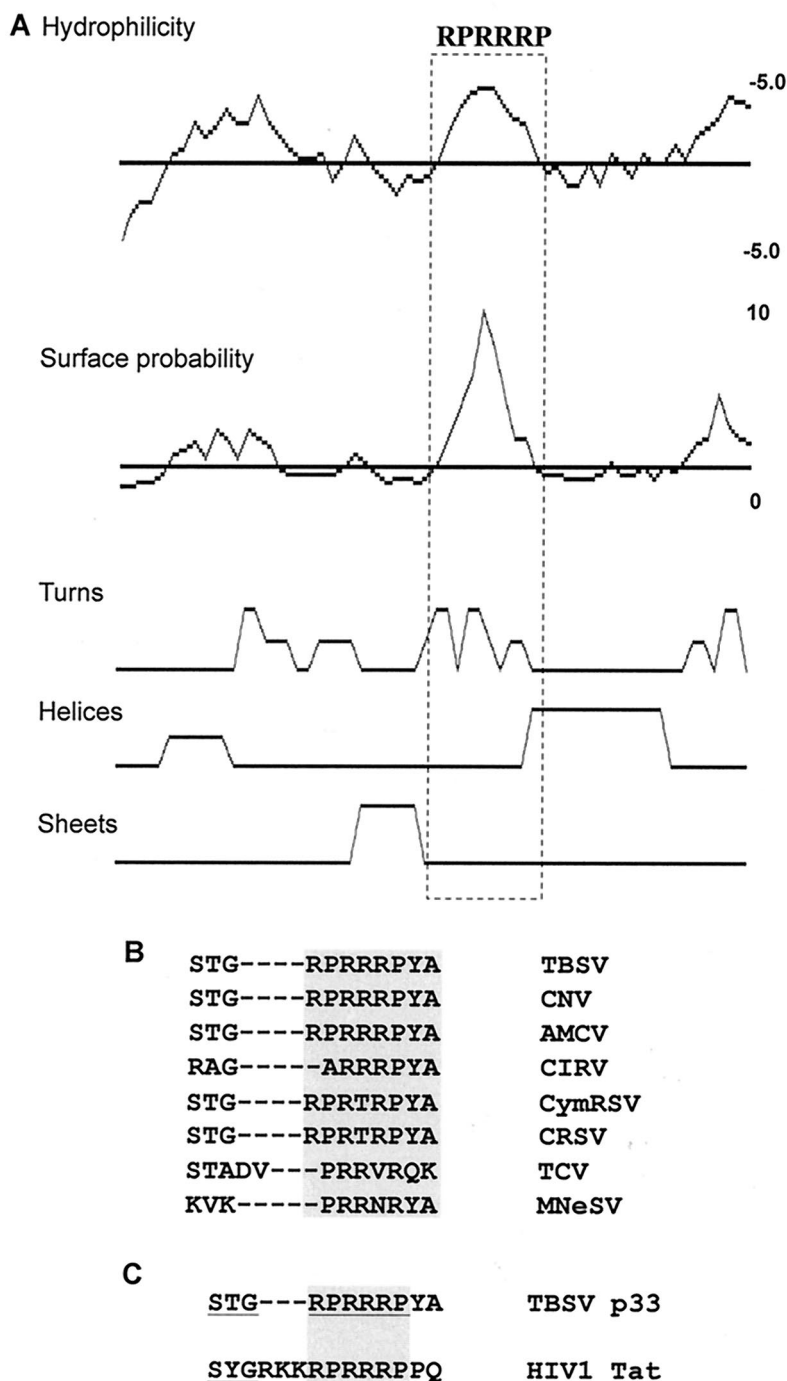 A Hydrophilicity
RPRRRP
-5.0
-5.0
10
Surface probability
0
Turns
Helices
Sheets
B
STG----RPRRRPYA TBSV
STG----RPRRRPYA CNV
STG----RPRRRPYA AMCV
RAG-----ARRRPYA CIRV
STG----RPRTRPYA CymRSV
STG----RPRTRPYA CRSV
STADV---PRRVRQK TCV
KVK-----PRRNRYA MNeSV
C
STG---RPRRRPYA TBSV p33
SYGRKKRPRRRPPQ HIV1 Tat